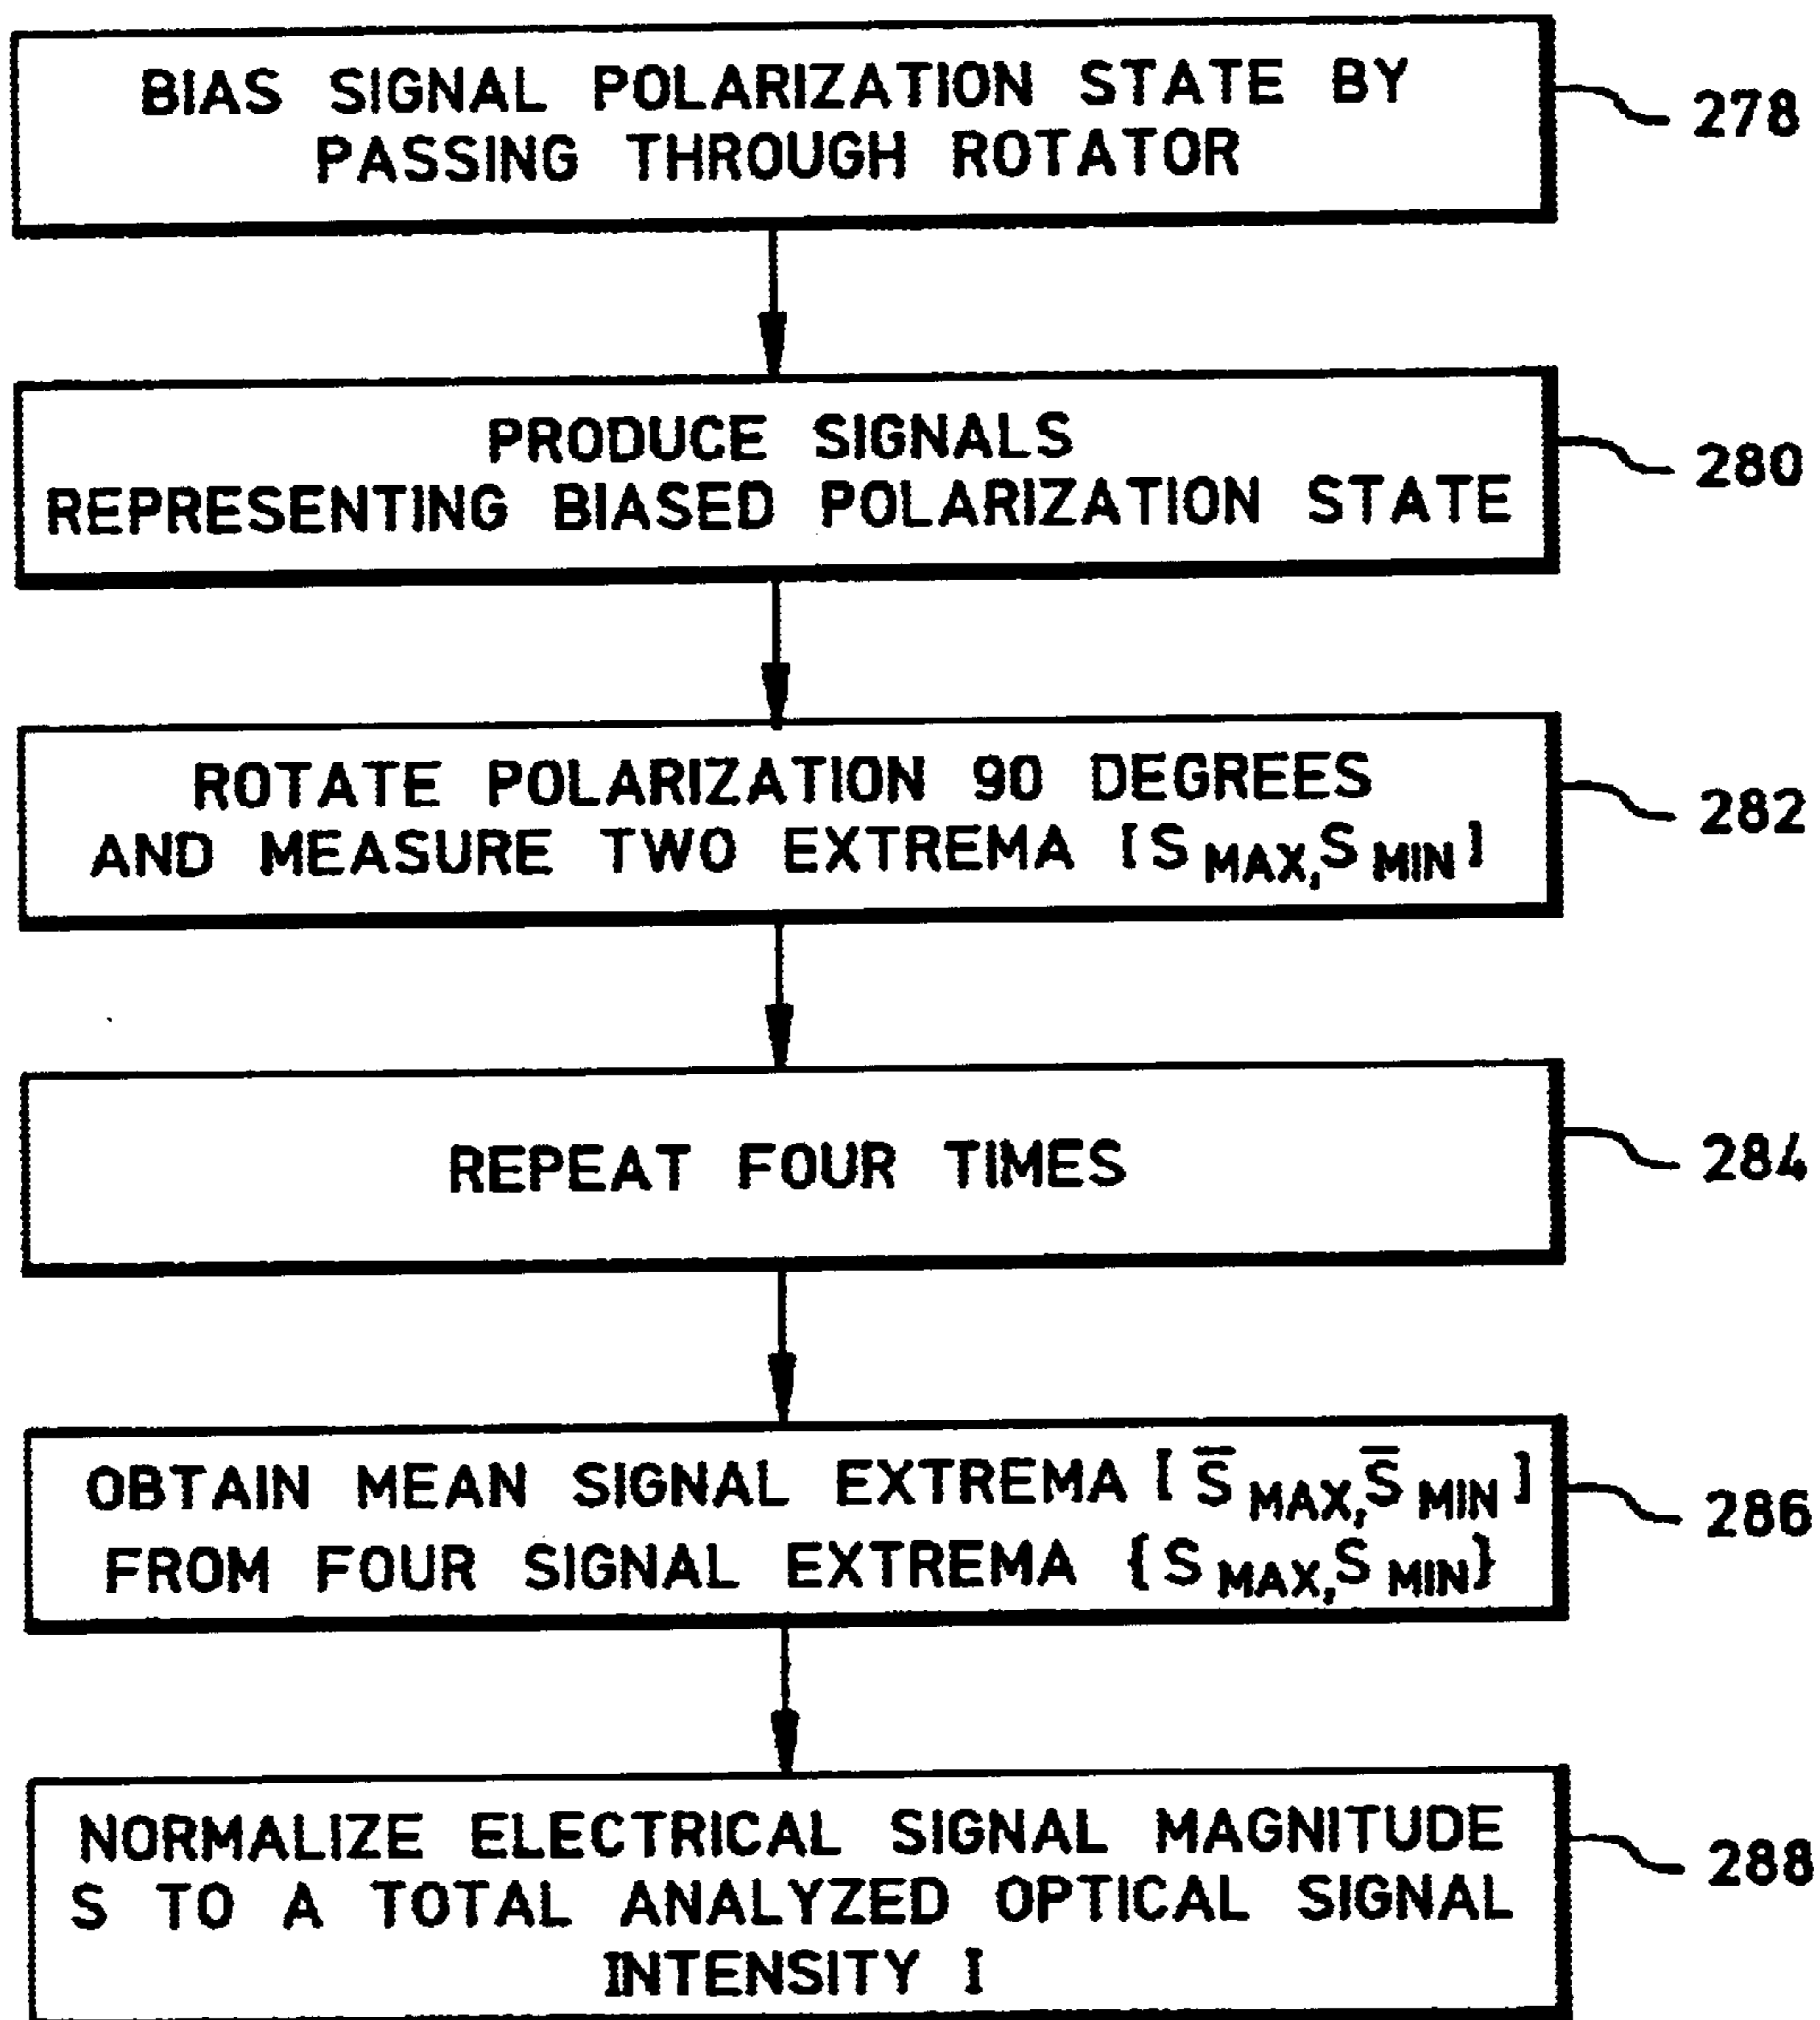 BIAS SIGNAL POLARIZATION STATE BY
PASSING THROUGH ROTATOR
278
PRODUCE SIGNALS
REPRESENTING BIASED POLARIZATION STATE
280
ROTATE POLARIZATION 90 DEGREES
AND MEASURE TWO EXTREMA [S MAX, S MIN]
282
REPEAT FOUR TIMES
284
OBTAIN MEAN SIGNAL EXTREMA [S̅ MAX, S̅ MIN]
FROM FOUR SIGNAL EXTREMA {S MAX, S MIN}
286
NORMALIZE ELECTRICAL SIGNAL MAGNITUDE
S TO A TOTAL ANALYZED OPTICAL SIGNAL
INTENSITY I
288